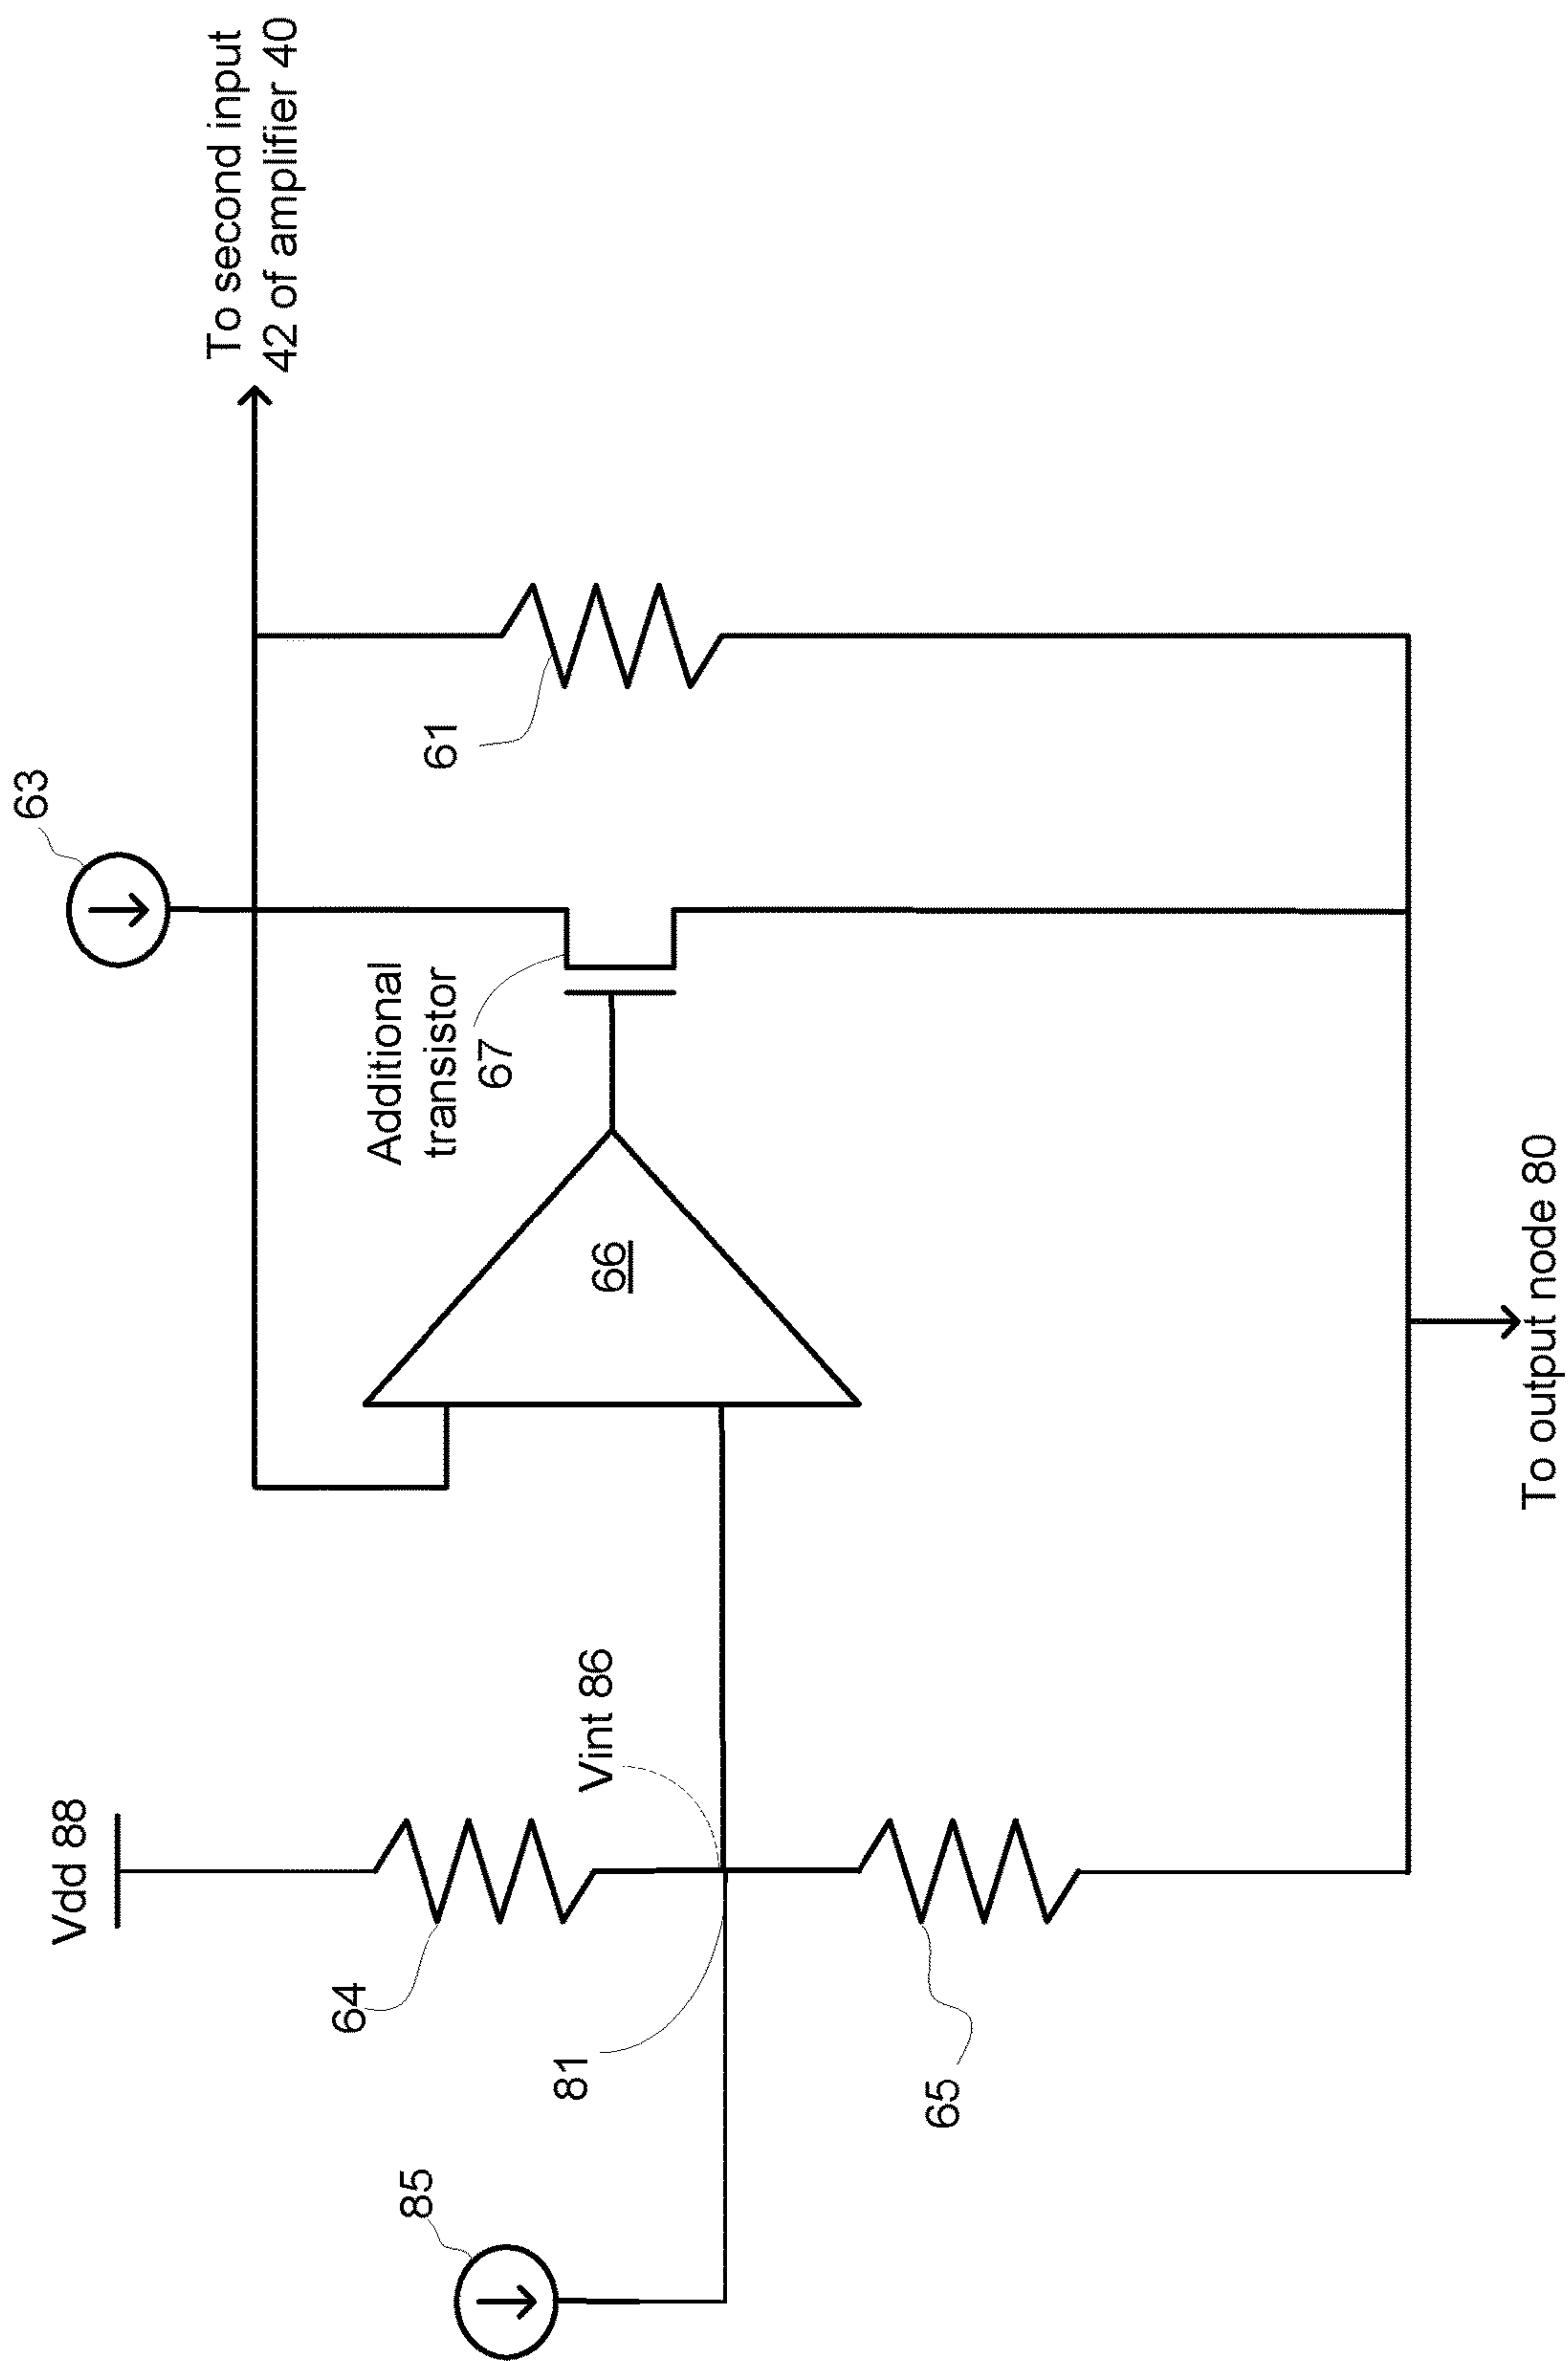 63
To second input
42 of amplifier 40
Vdd 88
64
Additional
transistor
67
61
85
Vint 86
81
66
65
To output node 80